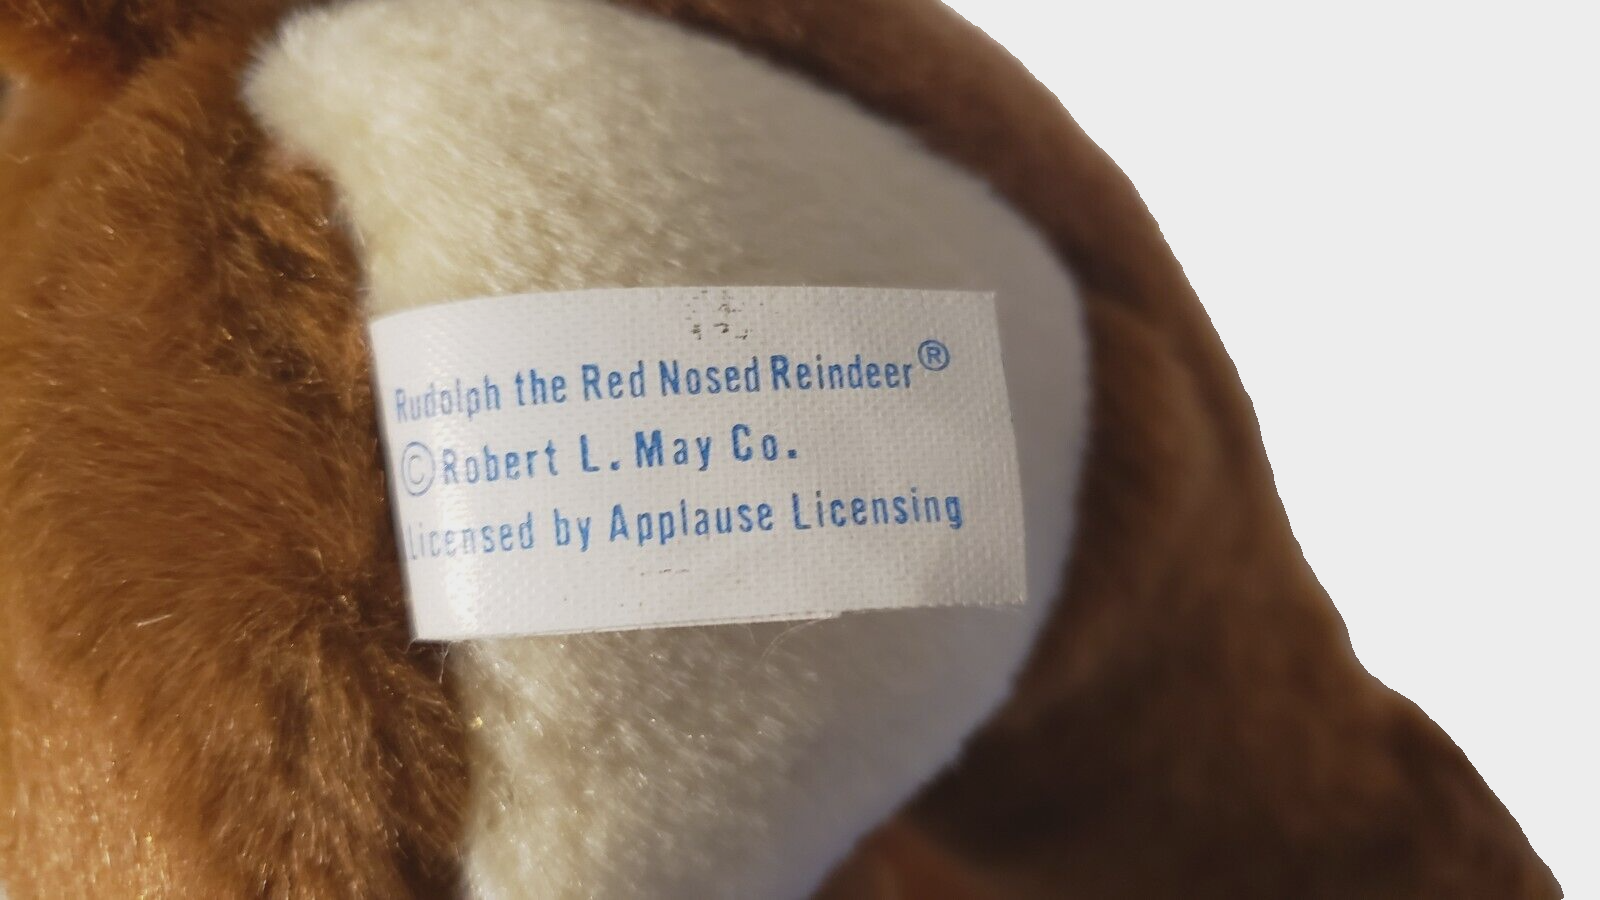 Rudolph the Red Nosed Reindeer®
©Robert L. May Co.
Licensed by Applause Licensing